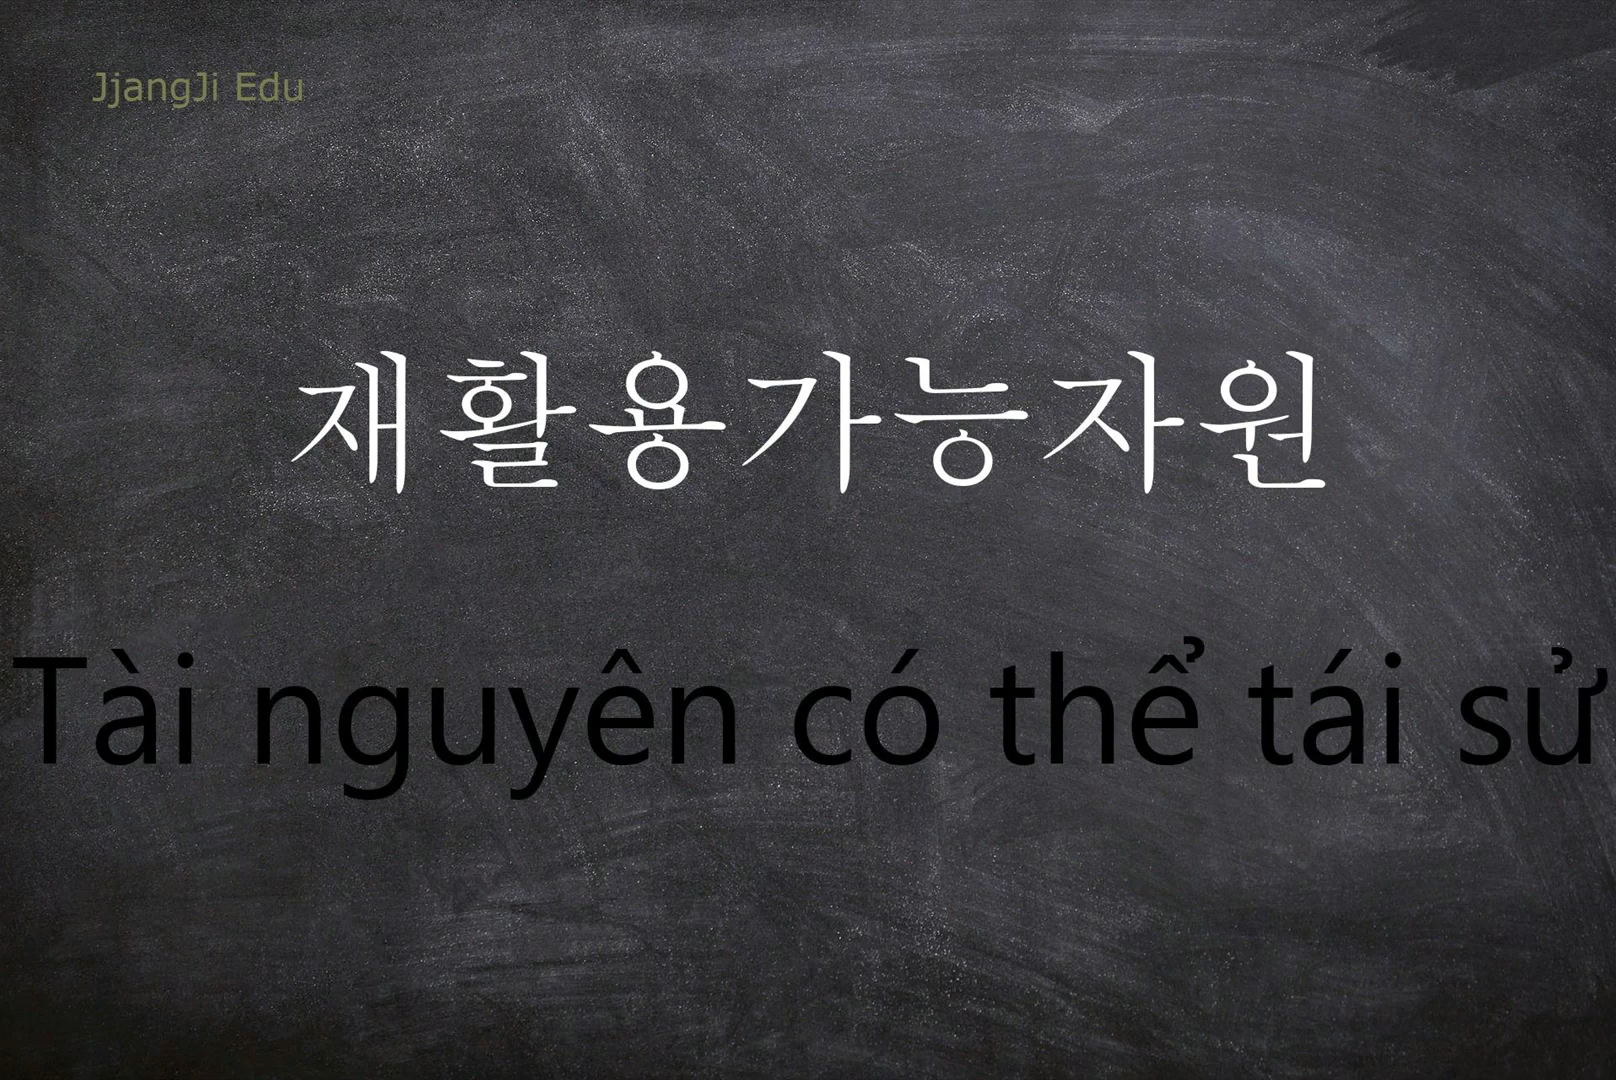 JjangJi Edu
재활용가능자원
Tài nguyên có thể tái sử